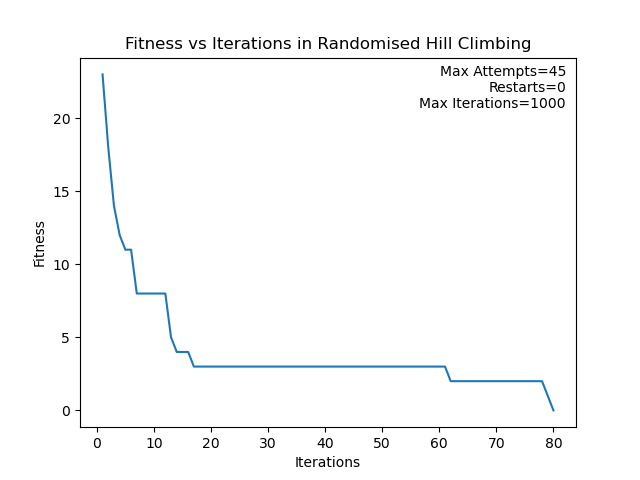 Fitness vs Iterations in Randomised Hill Climbing
Max Attempts=45
Restarts=0
Max Iterations=1000
Fitness
20
15
10
5
0
0 10 20 30 40 50 60 70 80
Iterations